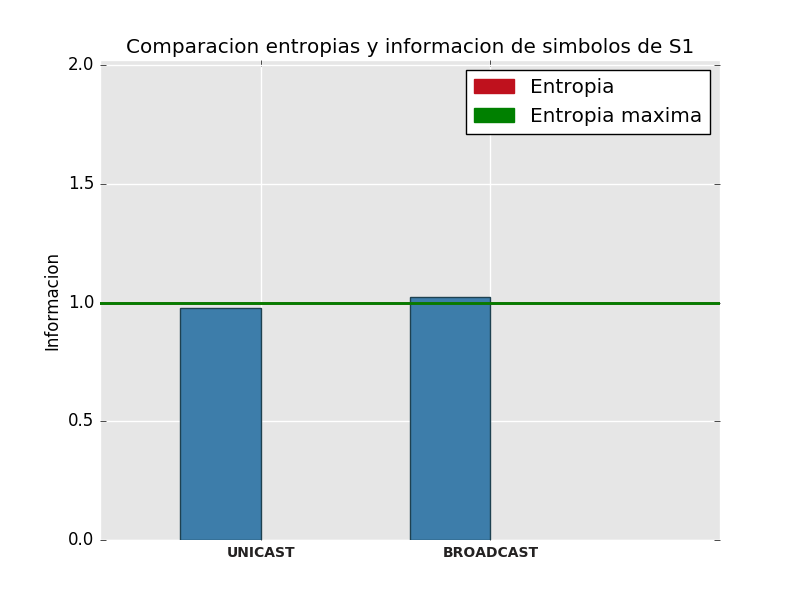 Comparacion entropias y informacion de simbolos de S1
Entropia
Entropia maxima
2.0
1.5
1.0
0.5
0.0
Informacion
UNICAST
BROADCAST